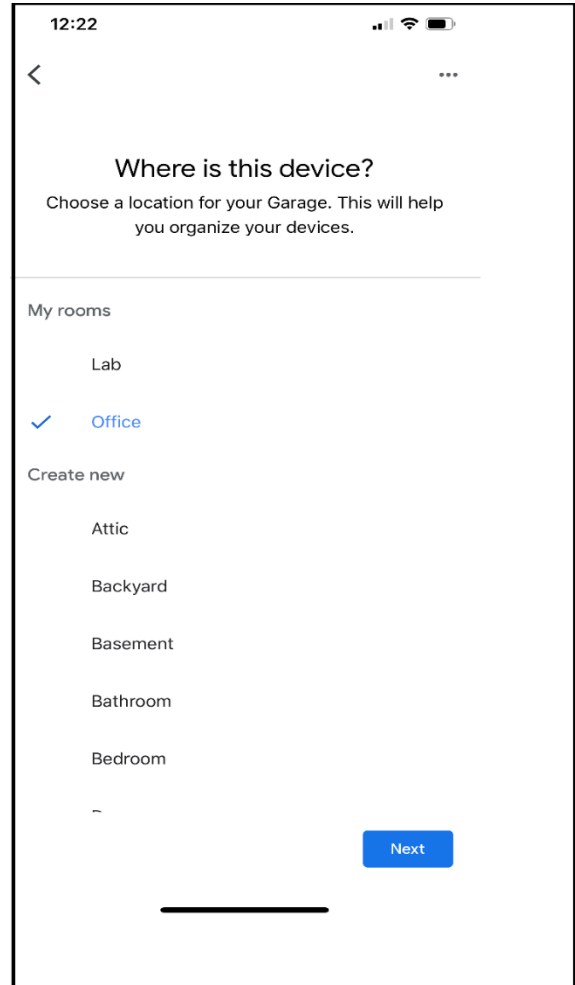 12:22
Where is this device?
Choose a location for your Garage. This will help
you organize your devices.
My rooms
Lab
Office
Create new
Attic
Backyard
Basement
Bathroom
Bedroom
Next